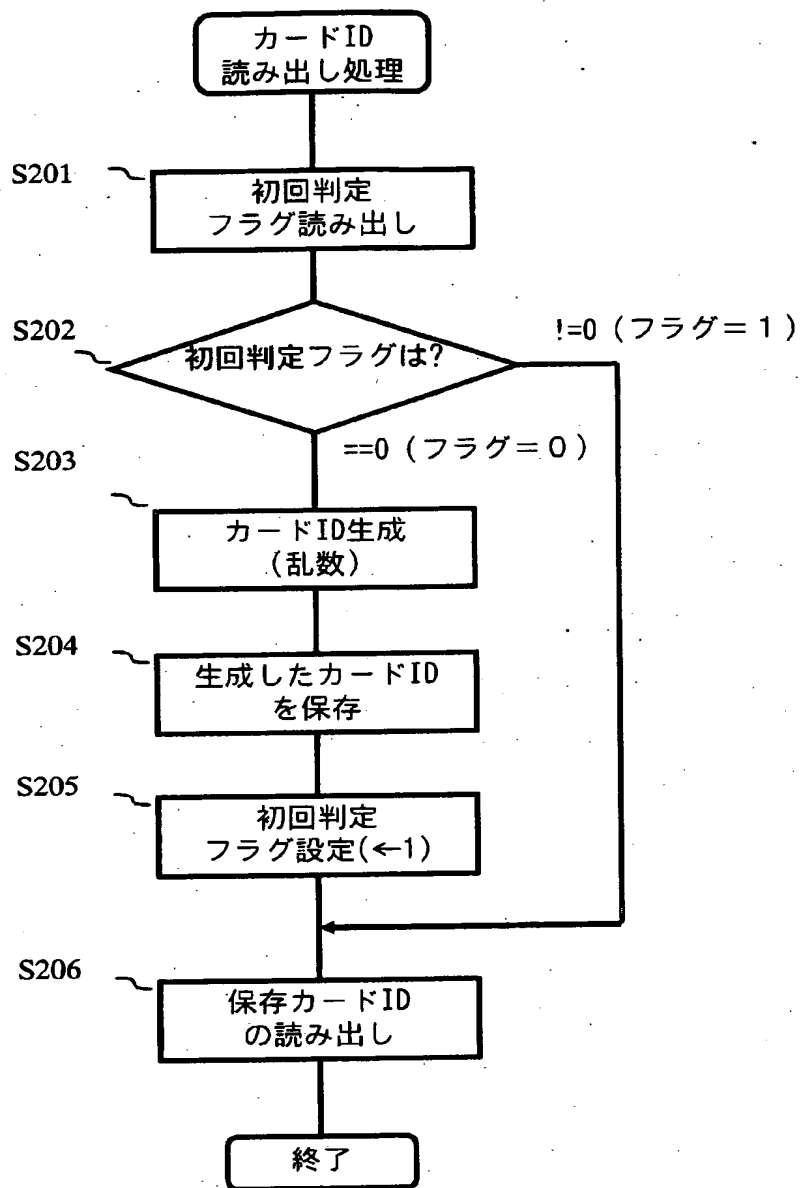 カードID
読み出し処理
S201
初回判定
フラグ読み出し
S202
初回判定フラグは?
!=0 (フラグ＝１)
==0 (フラグ＝０)
S203
カードID生成
(乱数)
S204
生成したカードID
を保存
S205
初回判定
フラグ設定(←1)
S206
保存カードID
の読み出し
終了